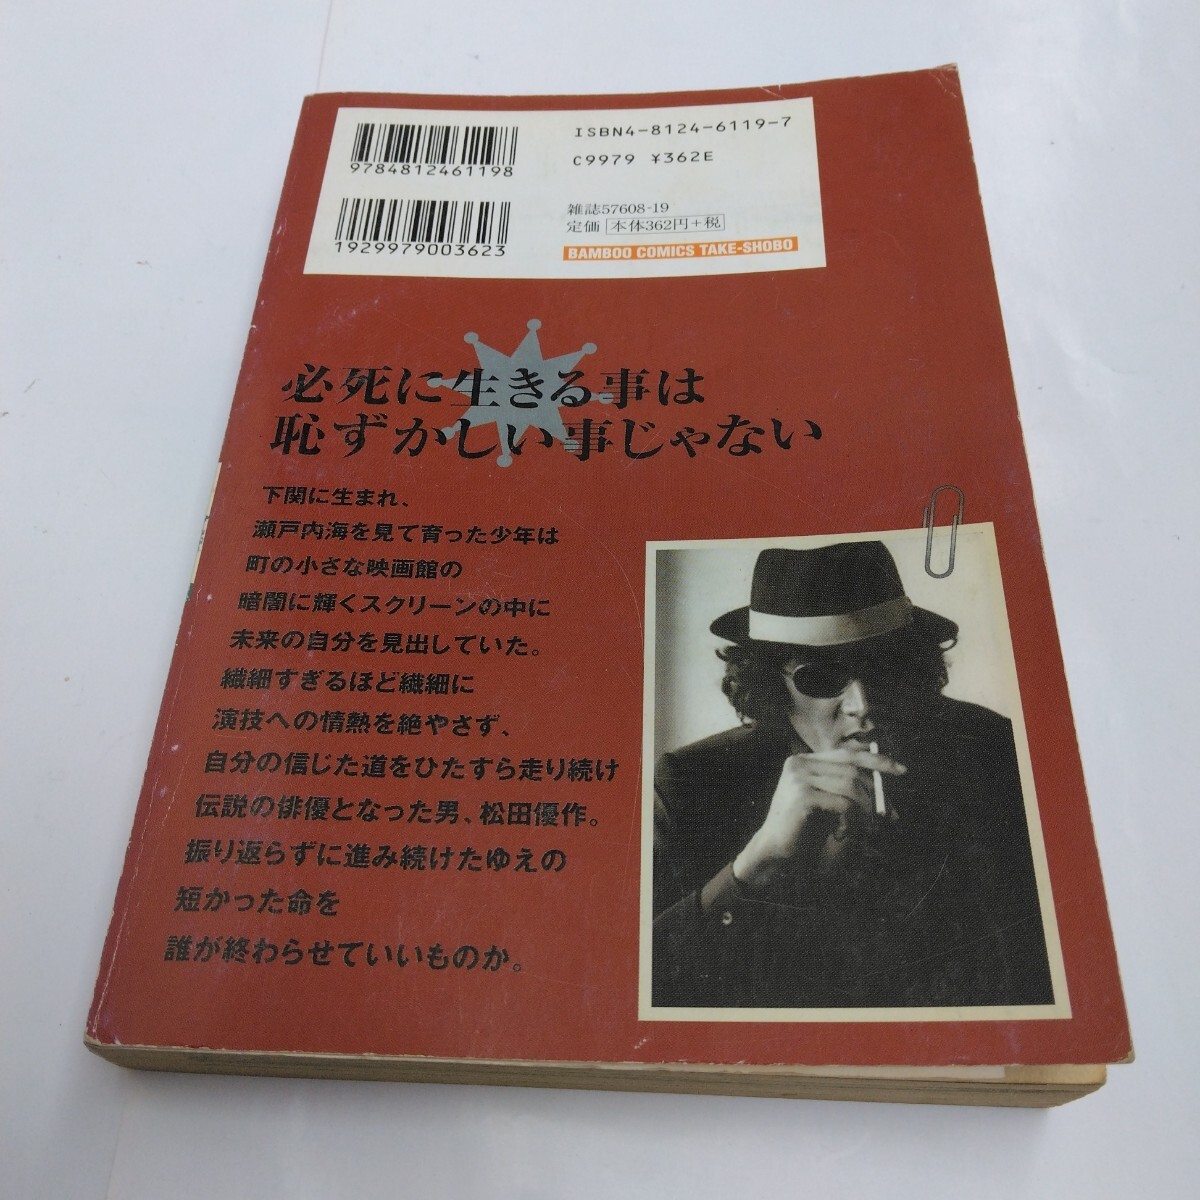 ISBN4-8124-6119-7
C9979 ¥362E
9784812461198
雑誌57608-19
定価 本体362円+税
1929979003623
BAMBOO COMICS TAKE-SHOBO
必死に生きる事は
恥ずかしい事じゃない
下関に生まれ、
瀬戸内海を見て育った少年は
町の小さな映画館の
暗闇に輝くスクリーンの中に
未来の自分を見出していた。
繊細すぎるほど繊細に
演技への情熱を絶やさず、
自分の信じた道をひたすら走り続け
伝説の俳優となった男、松田優作。
振り返らずに進み続けたゆえの
短かった命を
誰が終わらせていいものか。